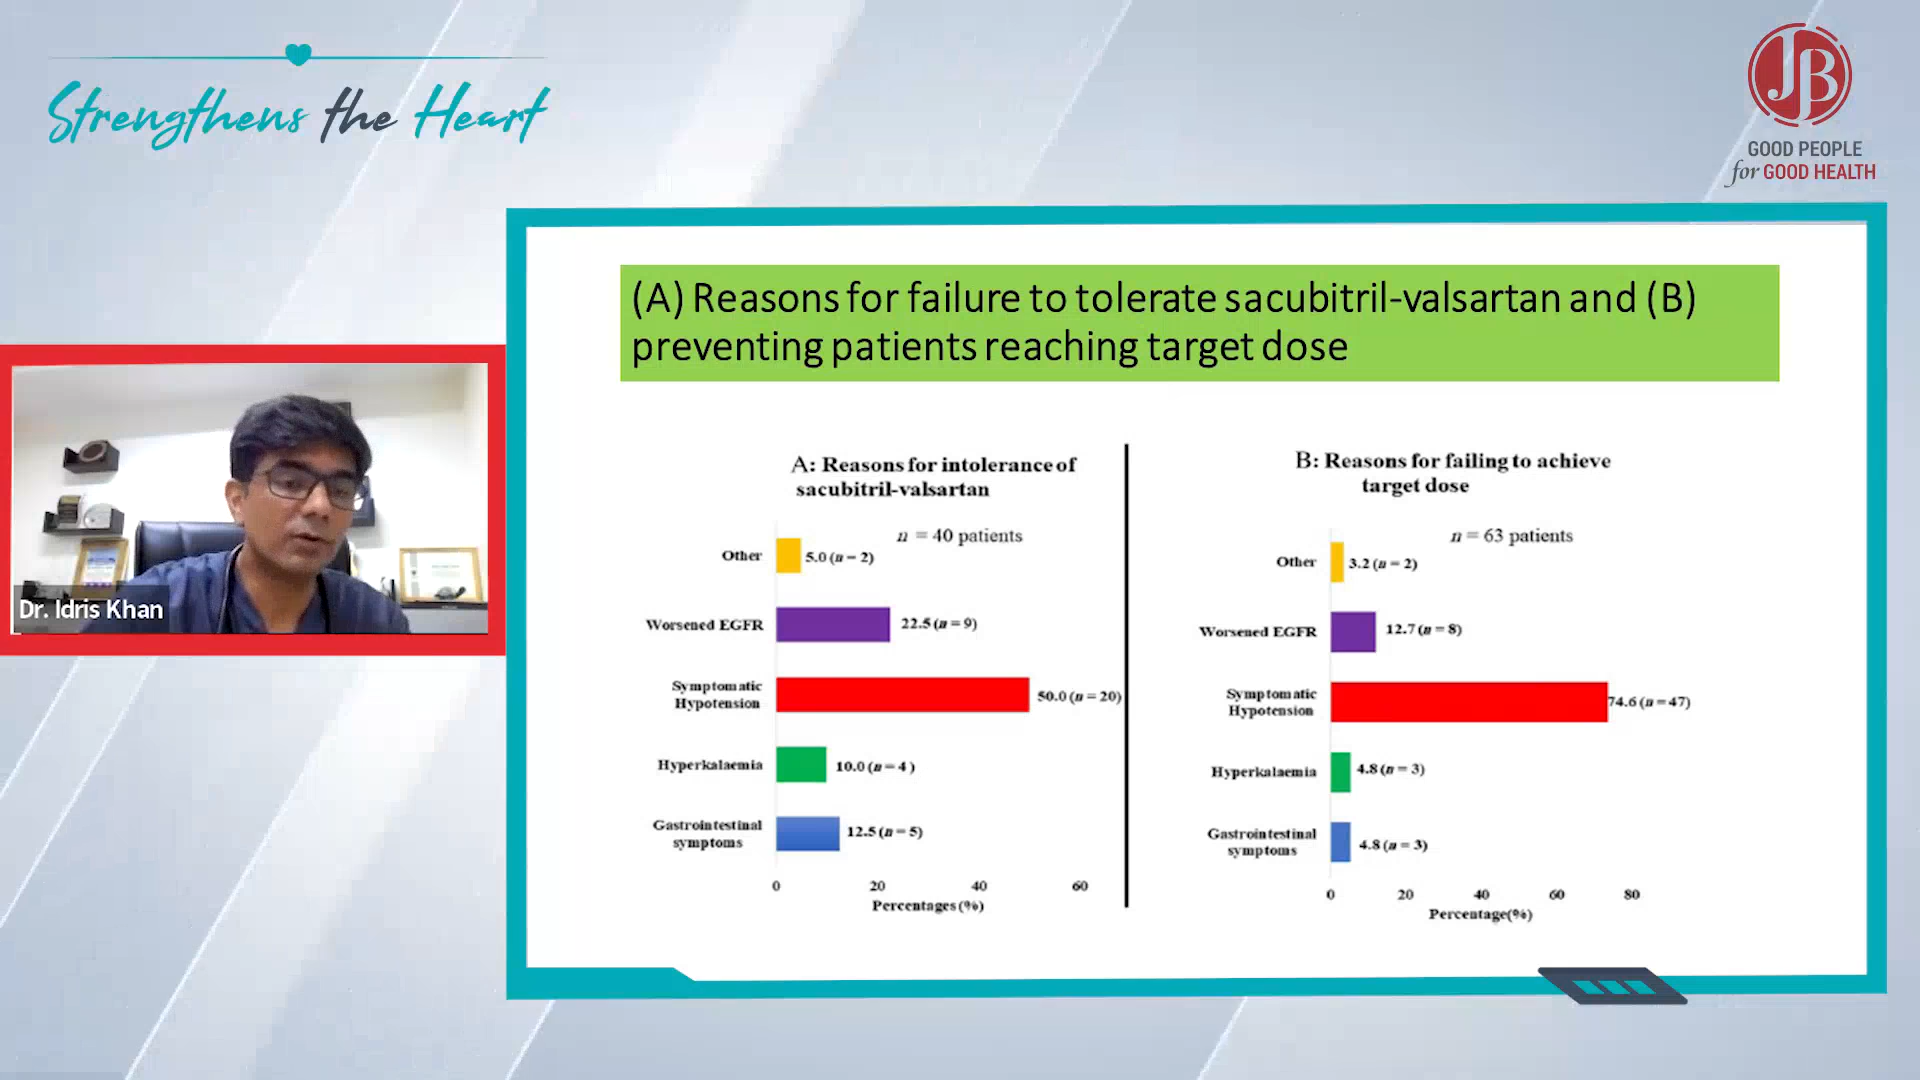 Strengthens the Heart
JB
GOOD PEOPLE
for GOOD HEALTH
(A) Reasons for failure to tolerate sacubitril-valsartan and (B)
preventing patients reaching target dose
Dr. Idris Khan
A: Reasons for intolerance of
sacubitril-valsartan
n = 40 patients
Other
5.0 (n = 2)
Worsened EGFR
22.5 (n = 9)
Symptomatic
Hypotension
50.0 (n = 20)
Hyperkalaemia
10.0 (n = 4)
Gastrointestinal
symptoms
12.5 (n = 5)
0 20 40 60
Percentages (%)
B: Reasons for failing to achieve
target dose
n = 63 patients
Other
3.2 (n = 2)
Worsened EGFR
12.7 (n = 8)
Symptomatic
Hypotension
74.6 (n = 47)
Hyperkalaemia
4.8 (n = 3)
Gastrointestinal
symptoms
4.8 (n = 3)
0 20 40 60 80
Percentage(%)